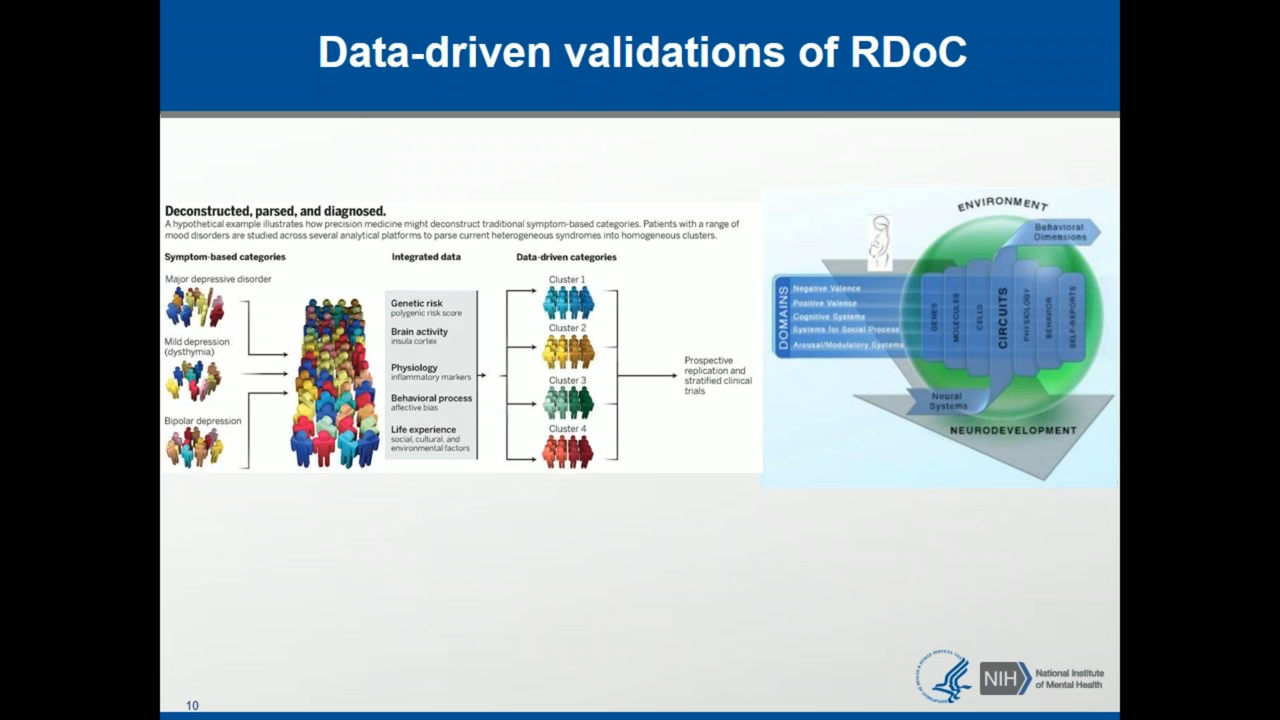 Data-driven validations of RDoC
Deconstructed, parsed, and diagnosed.
A hypothetical example illustrates how precision medicine might deconstruct traditional symptom-based categories. Patients with a range of
mood disorders are studied across several analytical platforms to parse current heterogeneous syndromes into homogeneous clusters.
Symptom-based categories
Integrated data
Data-driven categories
Major depressive disorder
Mild depression
(dysthymia)
Bipolar depression
Genetic risk
polygenic risk score
Brain activity
insula cortex
Physiology
inflammatory markers
Behavioral process
affective bias
Life experience
social, cultural, and
environmental factors
Cluster 1
Cluster 2
Cluster 3
Cluster 4
Prospective
replication and
stratified clinical
trials
ENVIRONMENT
Behavioral
Dimensions
DOMAINS
Negative Valence
Positive Valence
Cognitive Systems
Systems for Social Process
Arousal/Modulatory Systems
GENES
MOLECULES
CELLS
CIRCUITS
PHYSIOLOGY
BEHAVIOR
SELF-REPORTS
Neural
Systems
NEURODEVELOPMENT
NIH
National Institute
of Mental Health
10